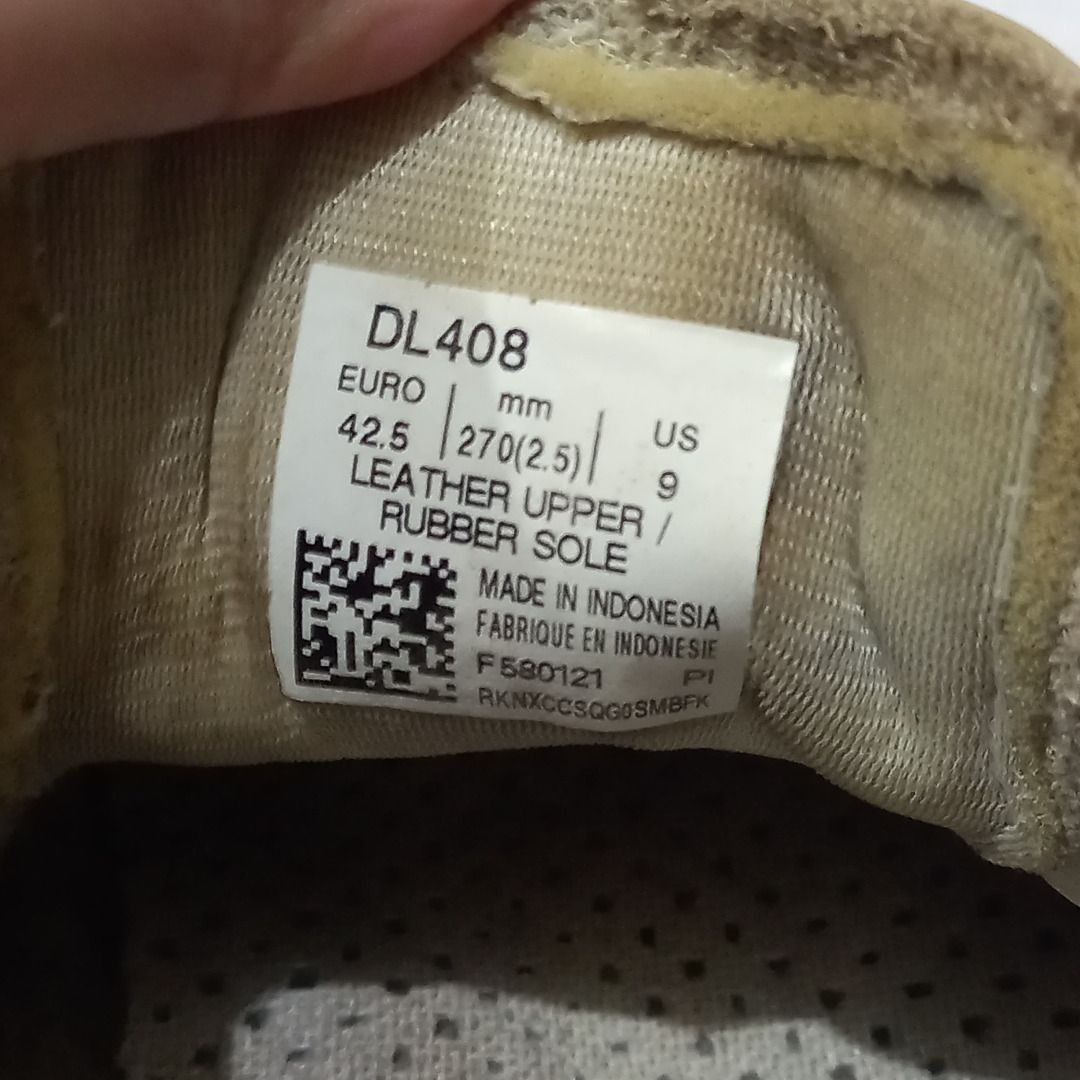 DL408
EURO | mm | US
42.5 | 270(2.5) | 9
LEATHER UPPER /
RUBBER SOLE
MADE IN INDONESIA
FABRIQUE EN INDONESIE
F580121 PI
RKNXCCSQG0SMBFK